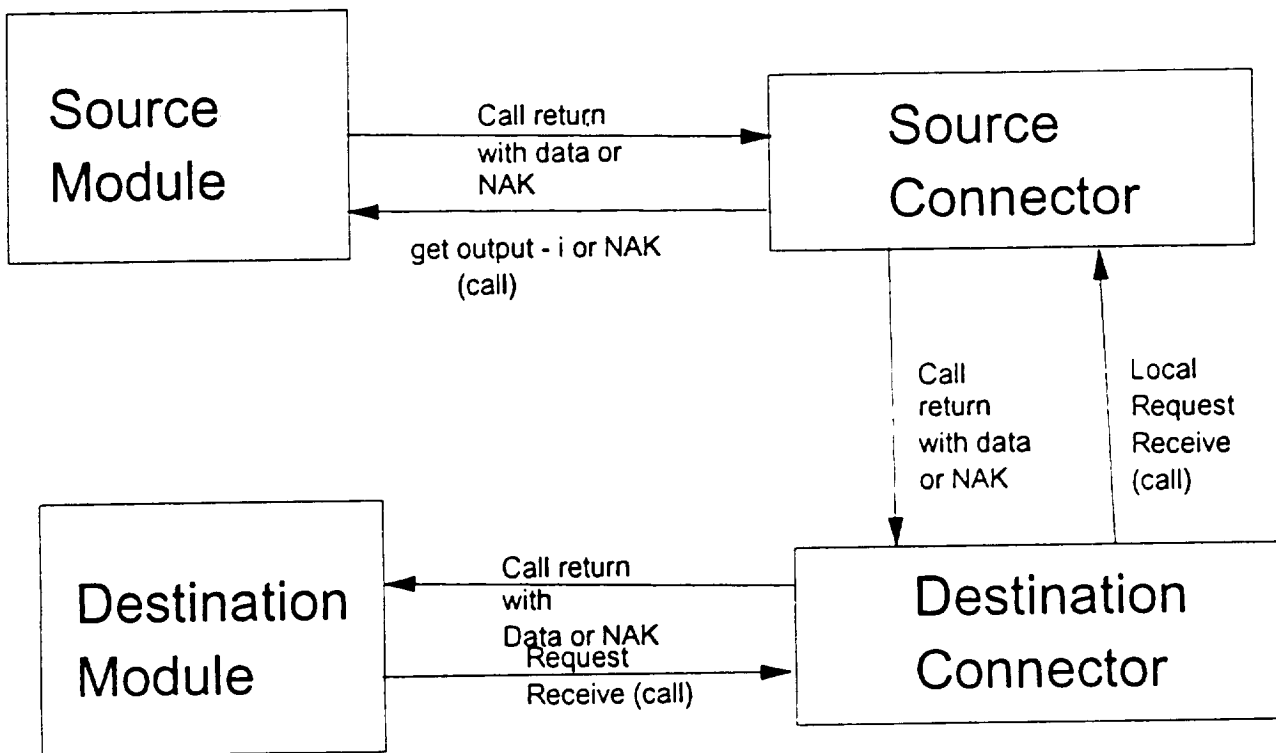 Source
Module
Call return
with data or
NAK
get output - i or NAK
(call)
Source
Connector
Call
return
with data
or NAK
Local
Request
Receive
(call)
Destination
Module
Call return
with
Data or NAK
Request
Receive (call)
Destination
Connector